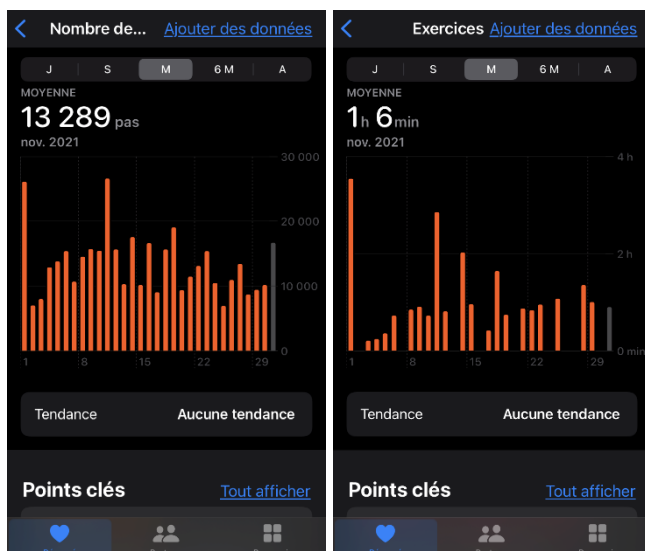 Nombre de... Ajouter des données
J S M 6 M A
MOYENNE
13 289 pas
nov. 2021
30 000
20 000
10 000
0
1 8 15 22 29
Tendance Aucune tendance
Points clés Tout afficher
Exercices Ajouter des données
J S M 6 M A
MOYENNE
1h 6min
nov. 2021
4 h
2 h
0 min
1 8 15 22 29
Tendance Aucune tendance
Points clés Tout afficher